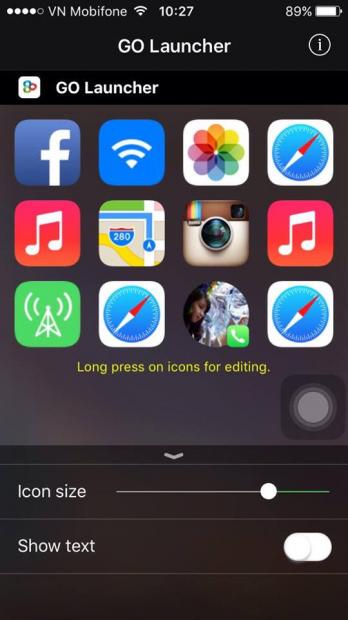 VN Mobifone 10:27 89%
GO Launcher
GO Launcher
280
Long press on icons for editing.
Icon size
Show text